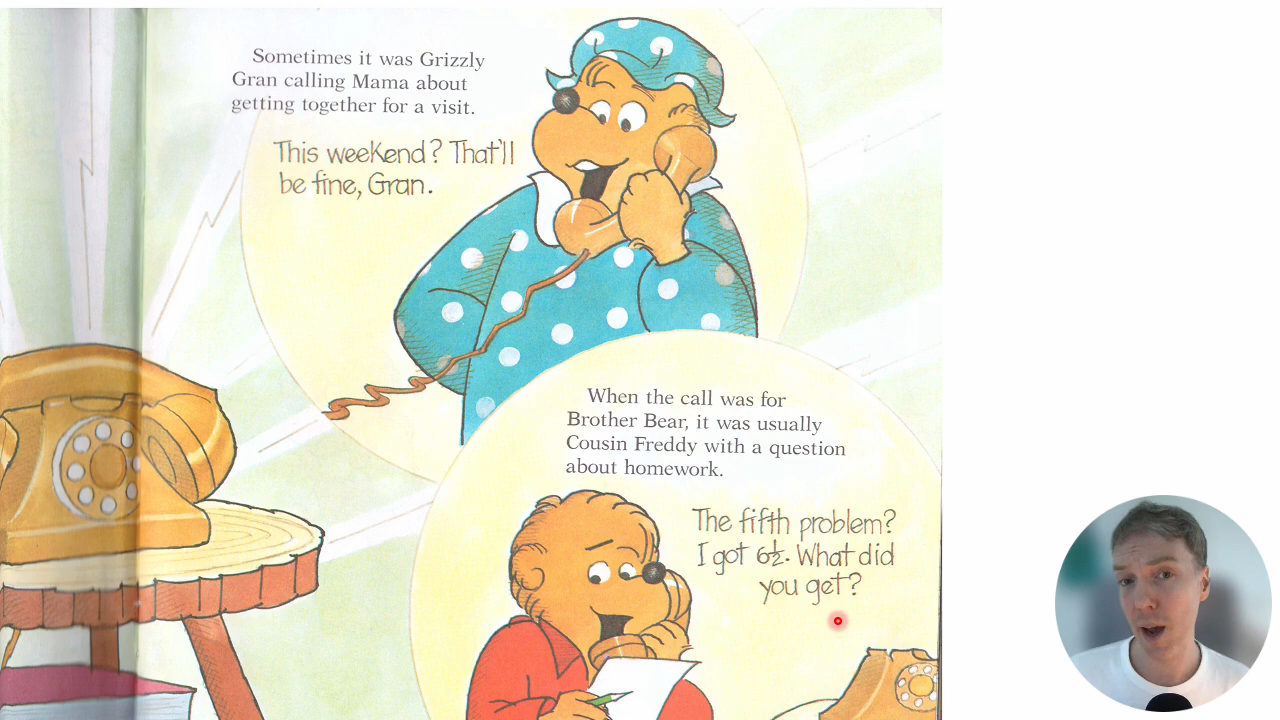 Sometimes it was Grizzly
Gran calling Mama about
getting together for a visit.
This weekend? That'll
be fine, Gran.
When the call was for
Brother Bear, it was usually
Cousin Freddy with a question
about homework.
The fifth problem?
I got 6½. What did
you get?